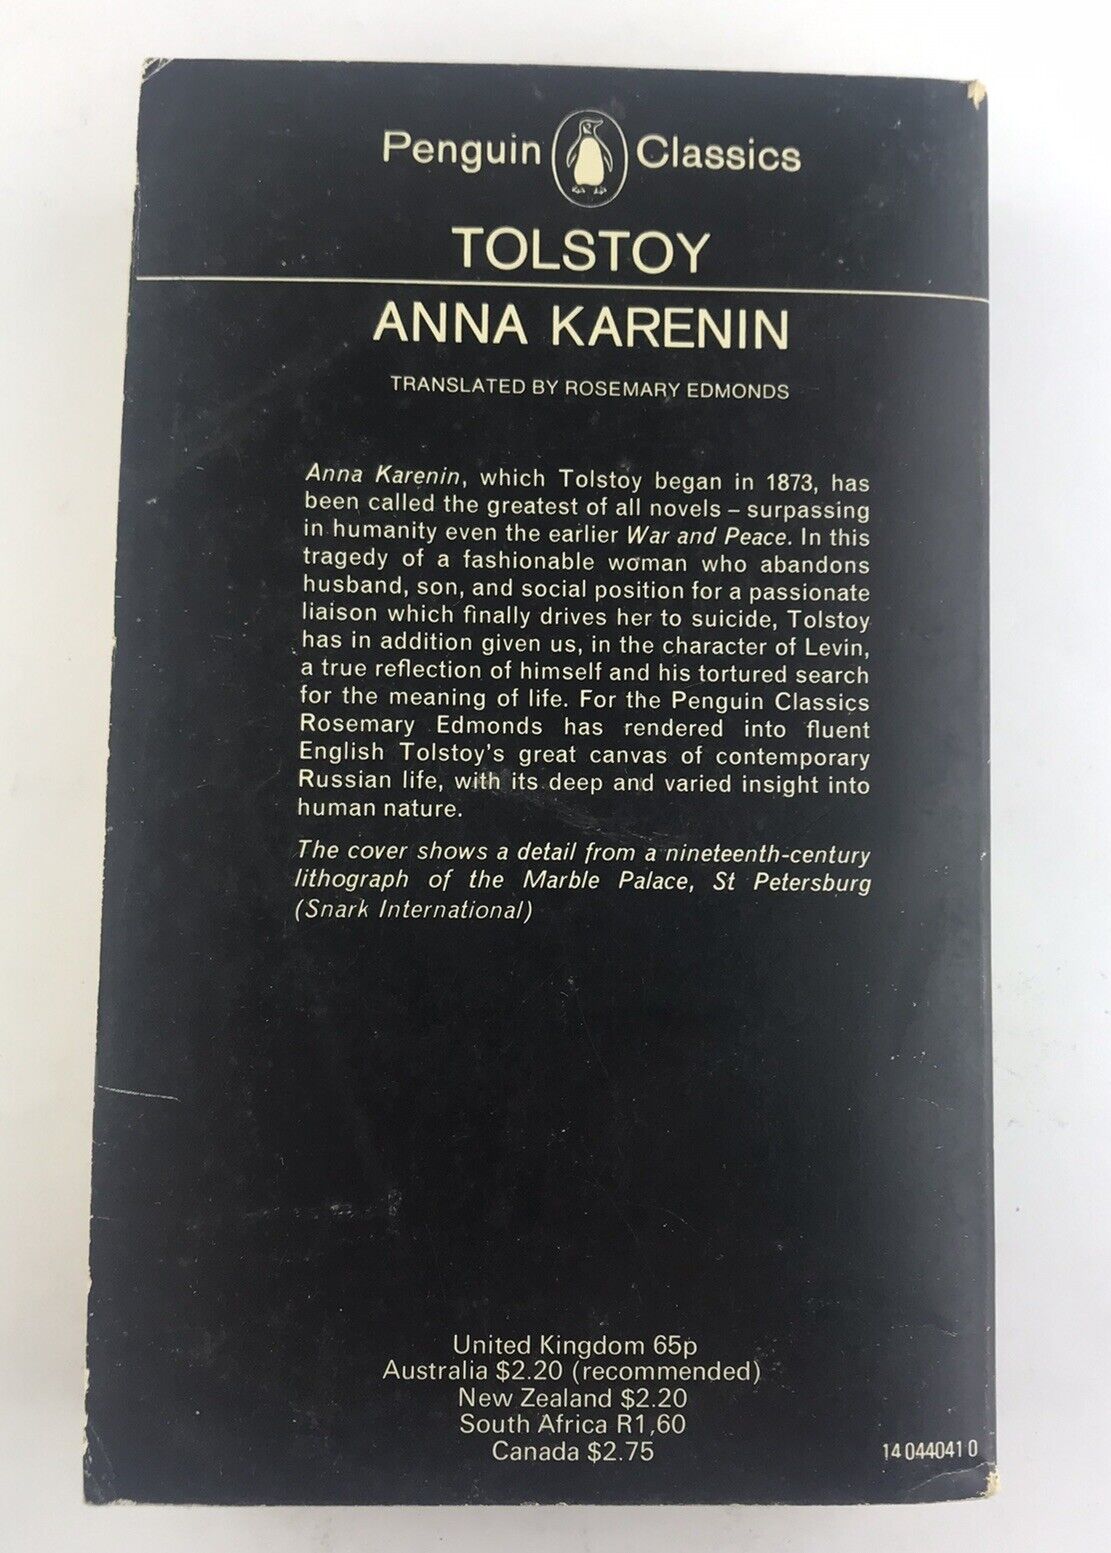 Penguin Classics
TOLSTOY
ANNA KARENIN
TRANSLATED BY ROSEMARY EDMONDS
Anna Karenin, which Tolstoy began in 1873, has
been called the greatest of all novels – surpassing
in humanity even the earlier War and Peace. In this
tragedy of a fashionable woman who abandons
husband, son, and social position for a passionate
liaison which finally drives her to suicide, Tolstoy
has in addition given us, in the character of Levin,
a true reflection of himself and his tortured search
for the meaning of life. For the Penguin Classics
Rosemary Edmonds has rendered into fluent
English Tolstoy's great canvas of contemporary
Russian life, with its deep and varied insight into
human nature.
The cover shows a detail from a nineteenth-century
lithograph of the Marble Palace, St Petersburg
(Snark International)
United Kingdom 65p
Australia $2.20 (recommended)
New Zealand $2.20
South Africa R1,60
Canada $2.75
14 044041 0